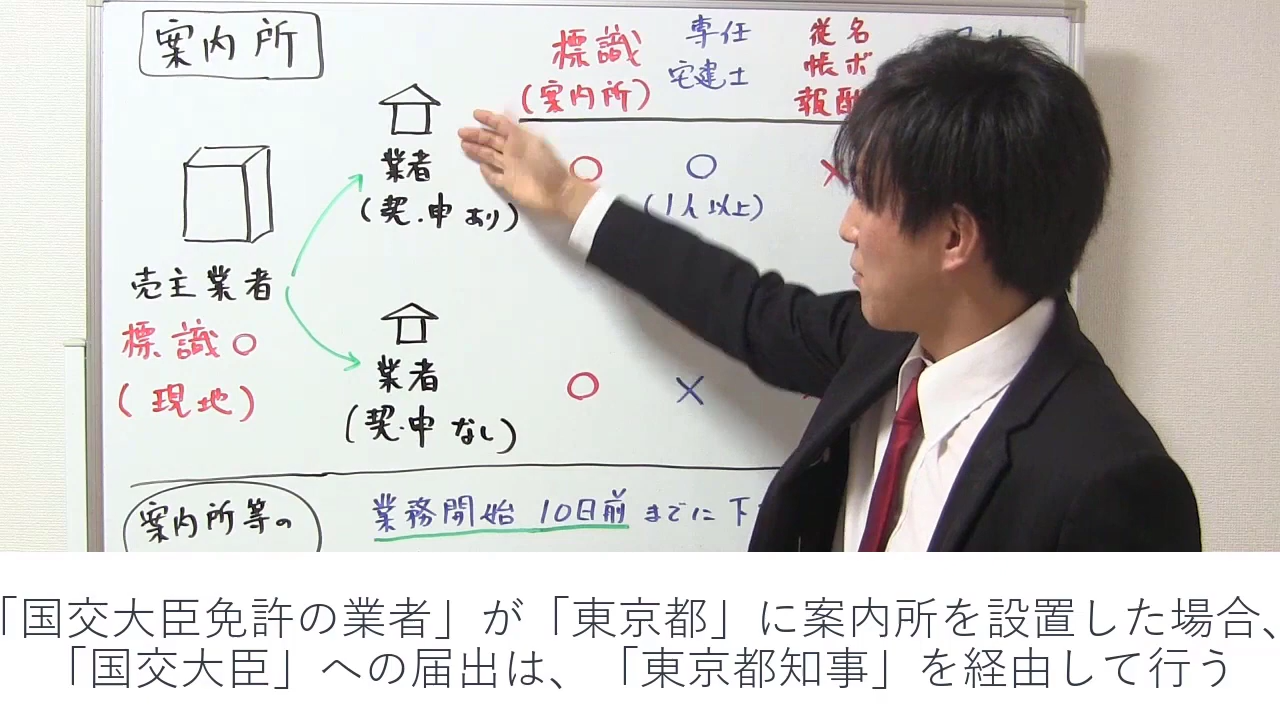 案内所
標識
(案内所)
専任
宅建士
従名
帳ボ
報酬
業者
(契・申あり)
○ ○ ×
(1人以上)
売主業者
標識○
(現地)
業者
(契・申なし)
○ ×
案内所等の
業務開始 10日前までに
「国交大臣免許の業者」が「東京都」に案内所を設置した場合、
「国交大臣」への届出は、「東京都知事」を経由して行う